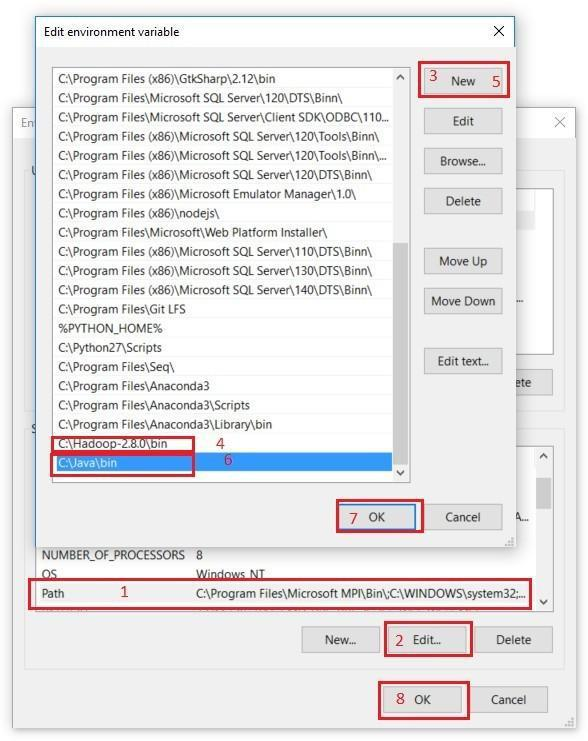 Edit environment variable
C:\Program Files (x86)\GtkSharp\2.12\bin
C:\Program Files\Microsoft SQL Server\120\DTS\Binn\
C:\Program Files\Microsoft SQL Server\Client SDK\ODBC\110...
C:\Program Files (x86)\Microsoft SQL Server\120\Tools\Binn\
C:\Program Files (x86)\Microsoft SQL Server\120\Tools\Binn\...
C:\Program Files (x86)\Microsoft SQL Server\120\DTS\Binn\
C:\Program Files (x86)\Microsoft Emulator Manager\1.0\
C:\Program Files (x86)\nodejs\
C:\Program Files\Microsoft\Web Platform Installer\
C:\Program Files (x86)\Microsoft SQL Server\110\DTS\Binn\
C:\Program Files (x86)\Microsoft SQL Server\130\DTS\Binn\
C:\Program Files (x86)\Microsoft SQL Server\140\DTS\Binn\
C:\Program Files\Git LFS
%PYTHON_HOME%
C:\Python27\Scripts
C:\Program Files\Seq\
C:\Program Files\Anaconda3
C:\Program Files\Anaconda3\Scripts
C:\Program Files\Anaconda3\Library\bin
C:\Hadoop-2.8.0\bin 4
C:\Java\bin 6
3 New 5
Edit
Browse...
Delete
Move Up
Move Down
Edit text...
7 OK
Cancel
NUMBER_OF_PROCESSORS 8
OS Windows_NT
Path 1 C:\Program Files\Microsoft MPI\Bin\;C:\WINDOWS\system32;...
New...
2 Edit...
Delete
8 OK
Cancel